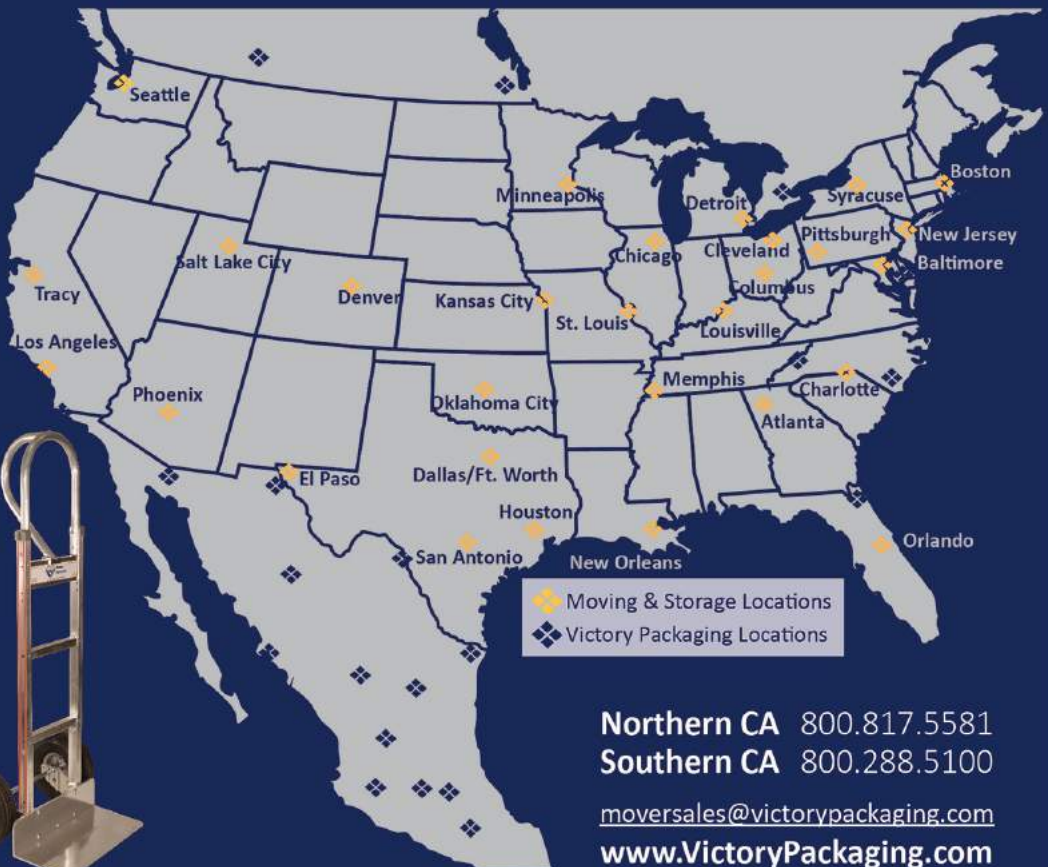 Seattle
Minneapolis
Detroit
Syracuse
Boston
Chicago
Cleveland
Pittsburgh
New Jersey
Baltimore
Salt Lake City
Tracy
Denver
Kansas City
St. Louis
Columbus
Louisville
Los Angeles
Phoenix
Oklahoma City
Memphis
Charlotte
Atlanta
El Paso
Dallas/Ft. Worth
Houston
San Antonio
New Orleans
Orlando
Moving & Storage Locations
Victory Packaging Locations
Northern CA 800.817.5581
Southern CA 800.288.5100
moversales@victorypackaging.com
www.VictoryPackaging.com